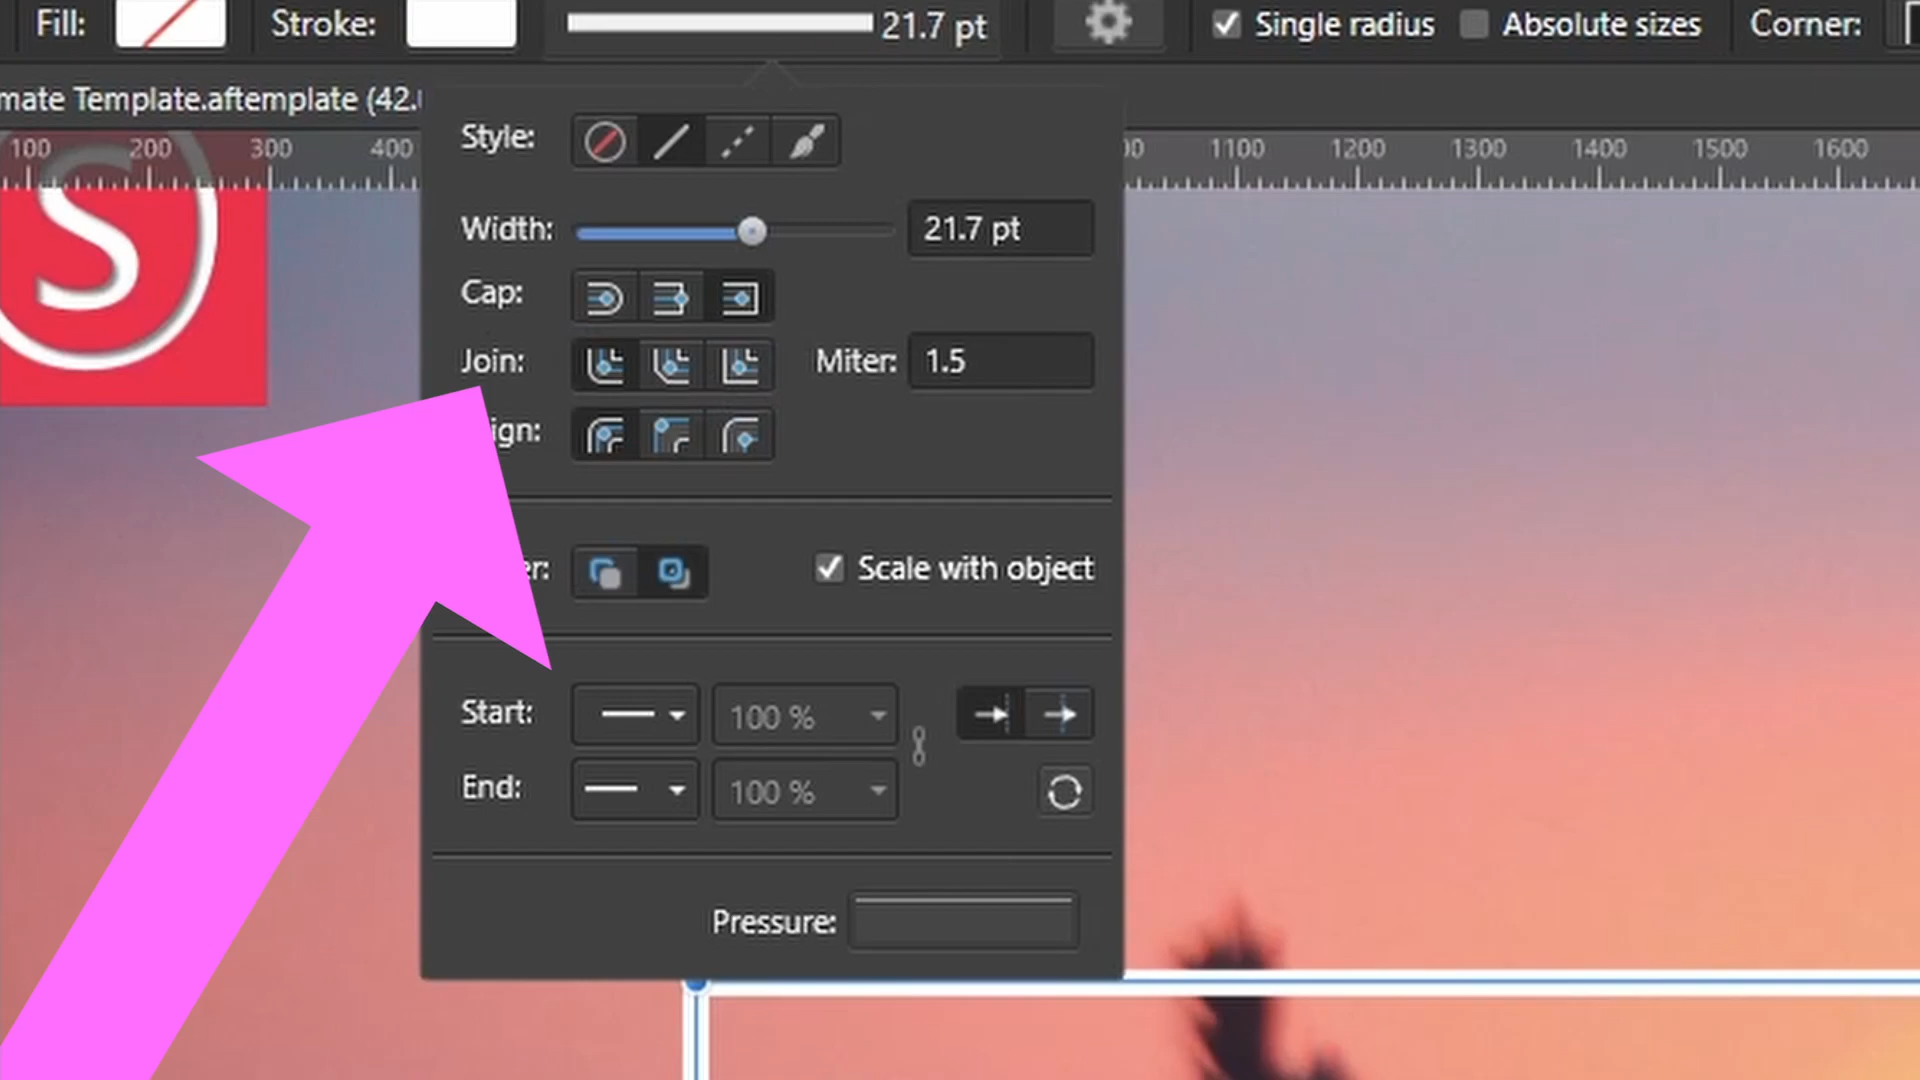 Fill: Stroke: 21.7 pt Single radius Absolute sizes Corner:
mate Template.aftemplate (42.
100 200 300 400 1100 1200 1300 1400 1500 1600
S
Style:
Width: 21.7 pt
Cap:
Join: Miter: 1.5
ign:
er: Scale with object
Start: 100 %
End: 100 %
Pressure: